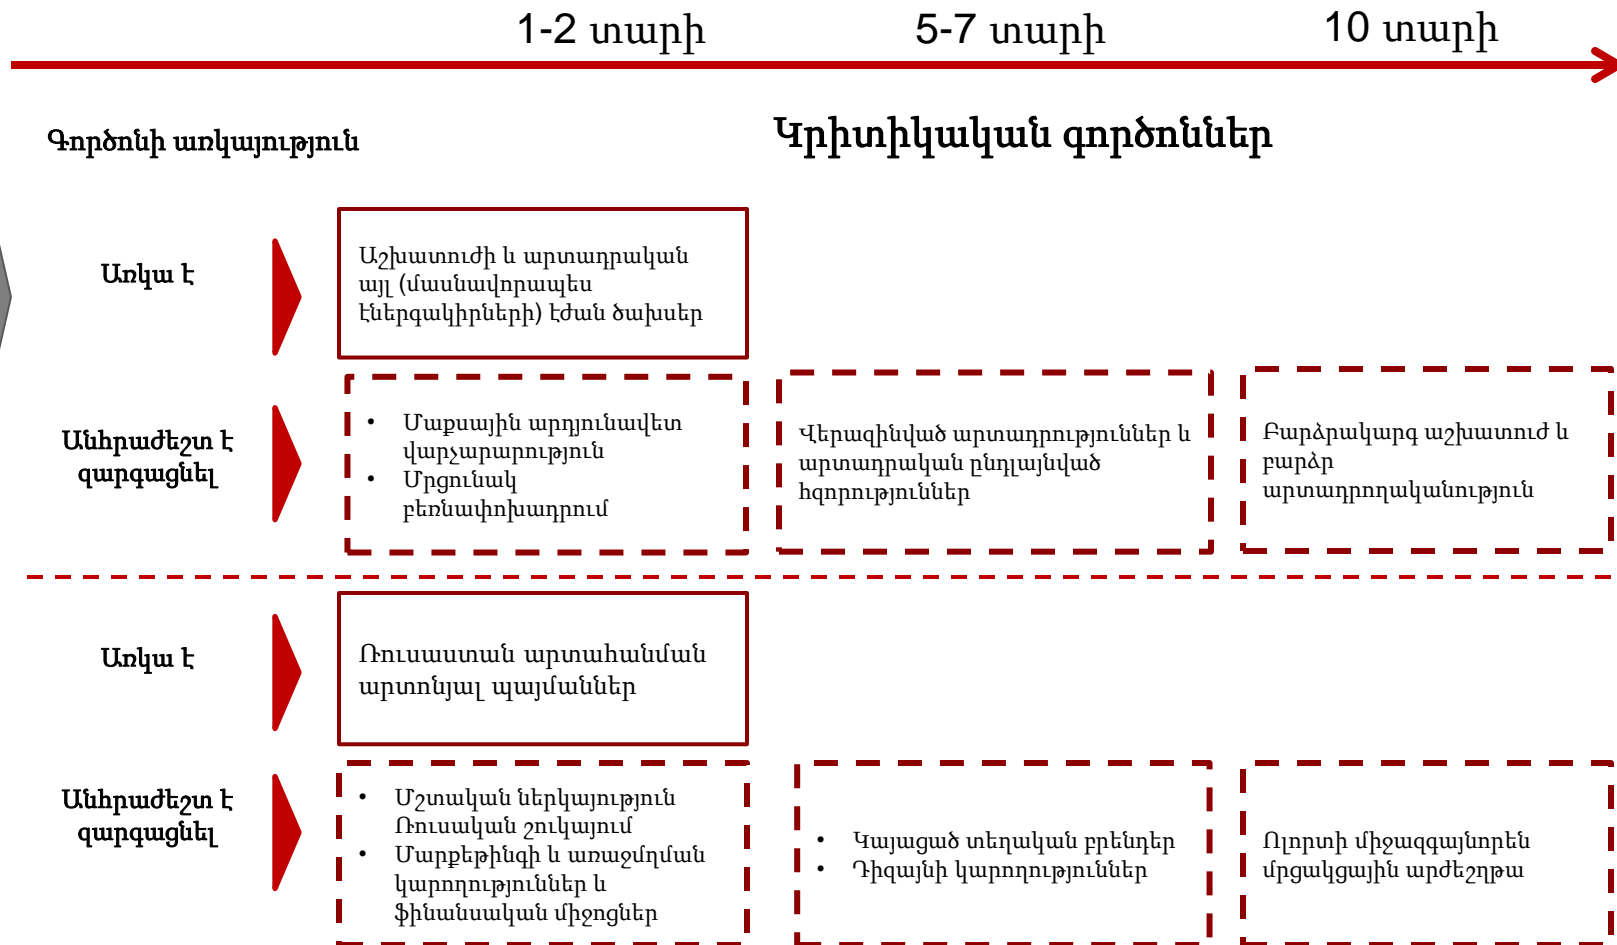 1-2 տարի
5-7 տարի
10 տարի
Գործոնի առկայություն
Կրիտիկական գործոններ
Առկա է
Աշխատուժի և արտադրական
այլ (մասնավորապես
էներգակիրների) էժան ծախսեր
Անհրաժեշտ է
զարգացնել
• Մաքսային արդյունավետ
վարչարարություն
• Մրցունակ
բեռնափոխադրում
Վերազինված արտադրություններ և
արտադրական ընդլայնված
հզորություններ
Բարձրակարգ աշխատուժ և
բարձր
արտադրողականություն
Առկա է
Ռուսաստան արտահանման
արտոնյալ պայմաններ
Անհրաժեշտ է
զարգացնել
• Մշտական ներկայություն
Ռուսական շուկայում
• Մարքեթինգի և առաջմղման
կարողություններ և
ֆինանսական միջոցներ
• Կայացած տեղական բրենդեր
• Դիզայնի կարողություններ
Ոլորտի միջազգայնորեն
մրցակցային արժեշղթա